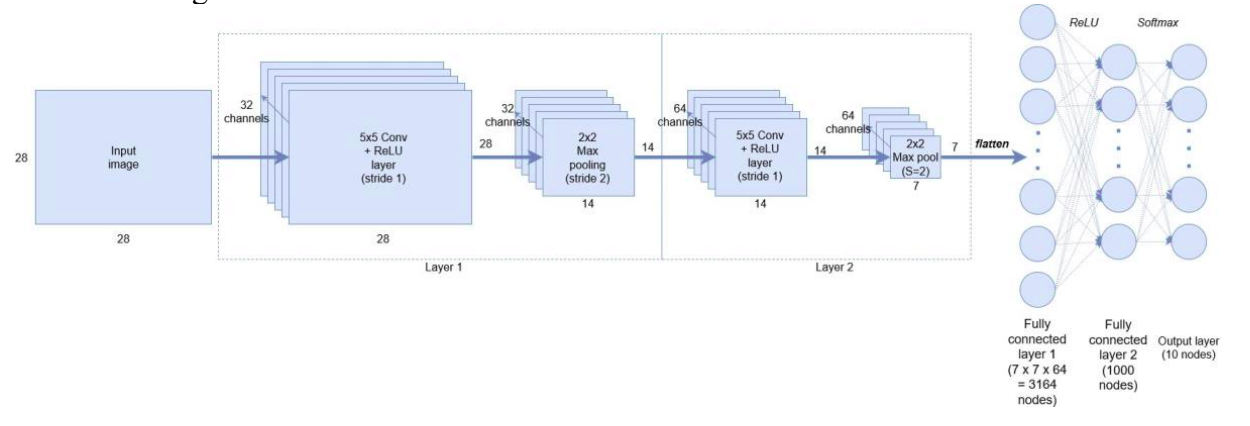 28
Input
image
28
32
channels
5x5 Conv
+ ReLU
layer
(stride 1)
28
28
32
channels
2x2
Max
pooling
(stride 2)
14
14
Layer 1
64
channels
5x5 Conv
+ ReLU
layer
(stride 1)
14
14
64
channels
2x2
Max pool
(S=2)
7
7
Layer 2
flatten
ReLU
Softmax
Fully
connected
layer 1
(7 x 7 x 64
= 3164
nodes)
Fully
connected
layer 2
(1000
nodes)
Output layer
(10 nodes)